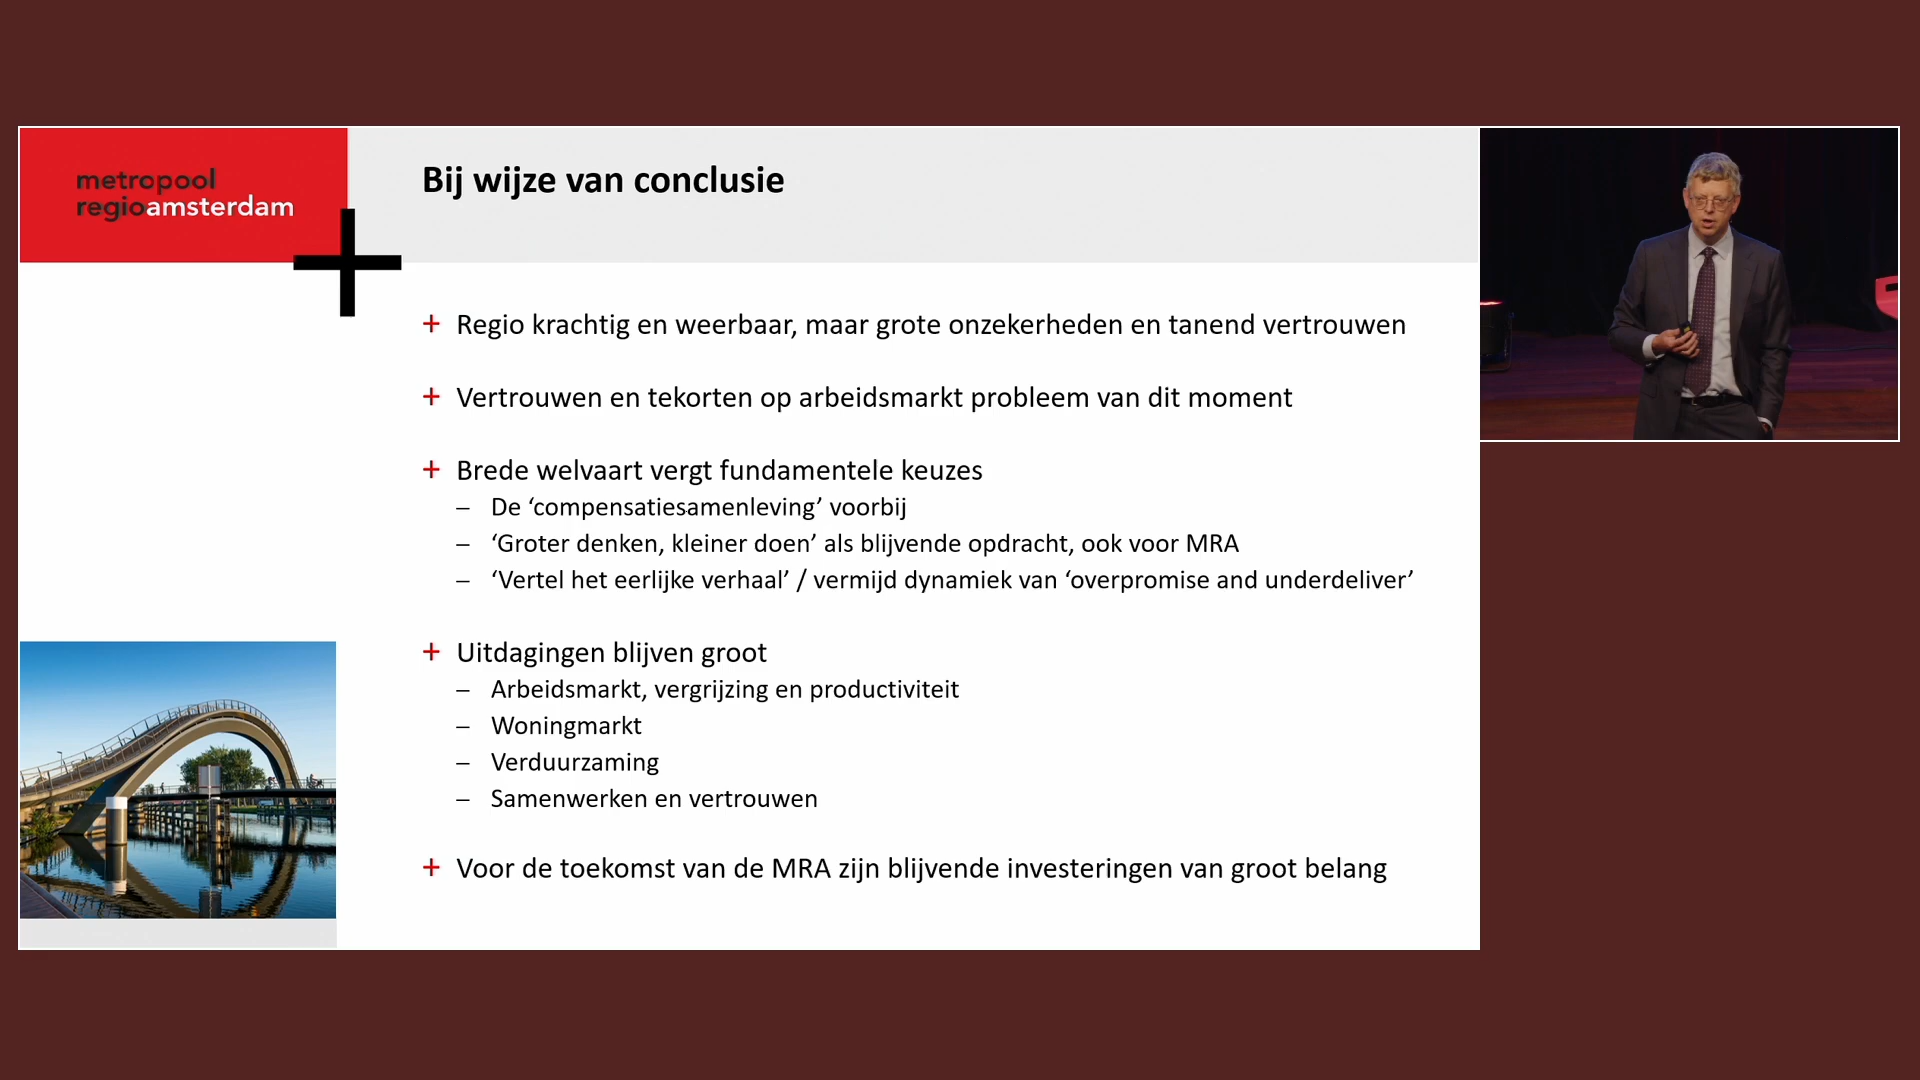 metropool
regioamsterdam
Bij wijze van conclusie
+ Regio krachtig en weerbaar, maar grote onzekerheden en tanend vertrouwen
+ Vertrouwen en tekorten op arbeidsmarkt probleem van dit moment
+ Brede welvaart vergt fundamentele keuzes
– De ‘compensatiesamenleving’ voorbij
– ‘Groter denken, kleiner doen’ als blijvende opdracht, ook voor MRA
– ‘Vertel het eerlijke verhaal’ / vermijd dynamiek van ‘overpromise and underdeliver’
+ Uitdagingen blijven groot
– Arbeidsmarkt, vergrijzing en productiviteit
– Woningmarkt
– Verduurzaming
– Samenwerken en vertrouwen
+ Voor de toekomst van de MRA zijn blijvende investeringen van groot belang